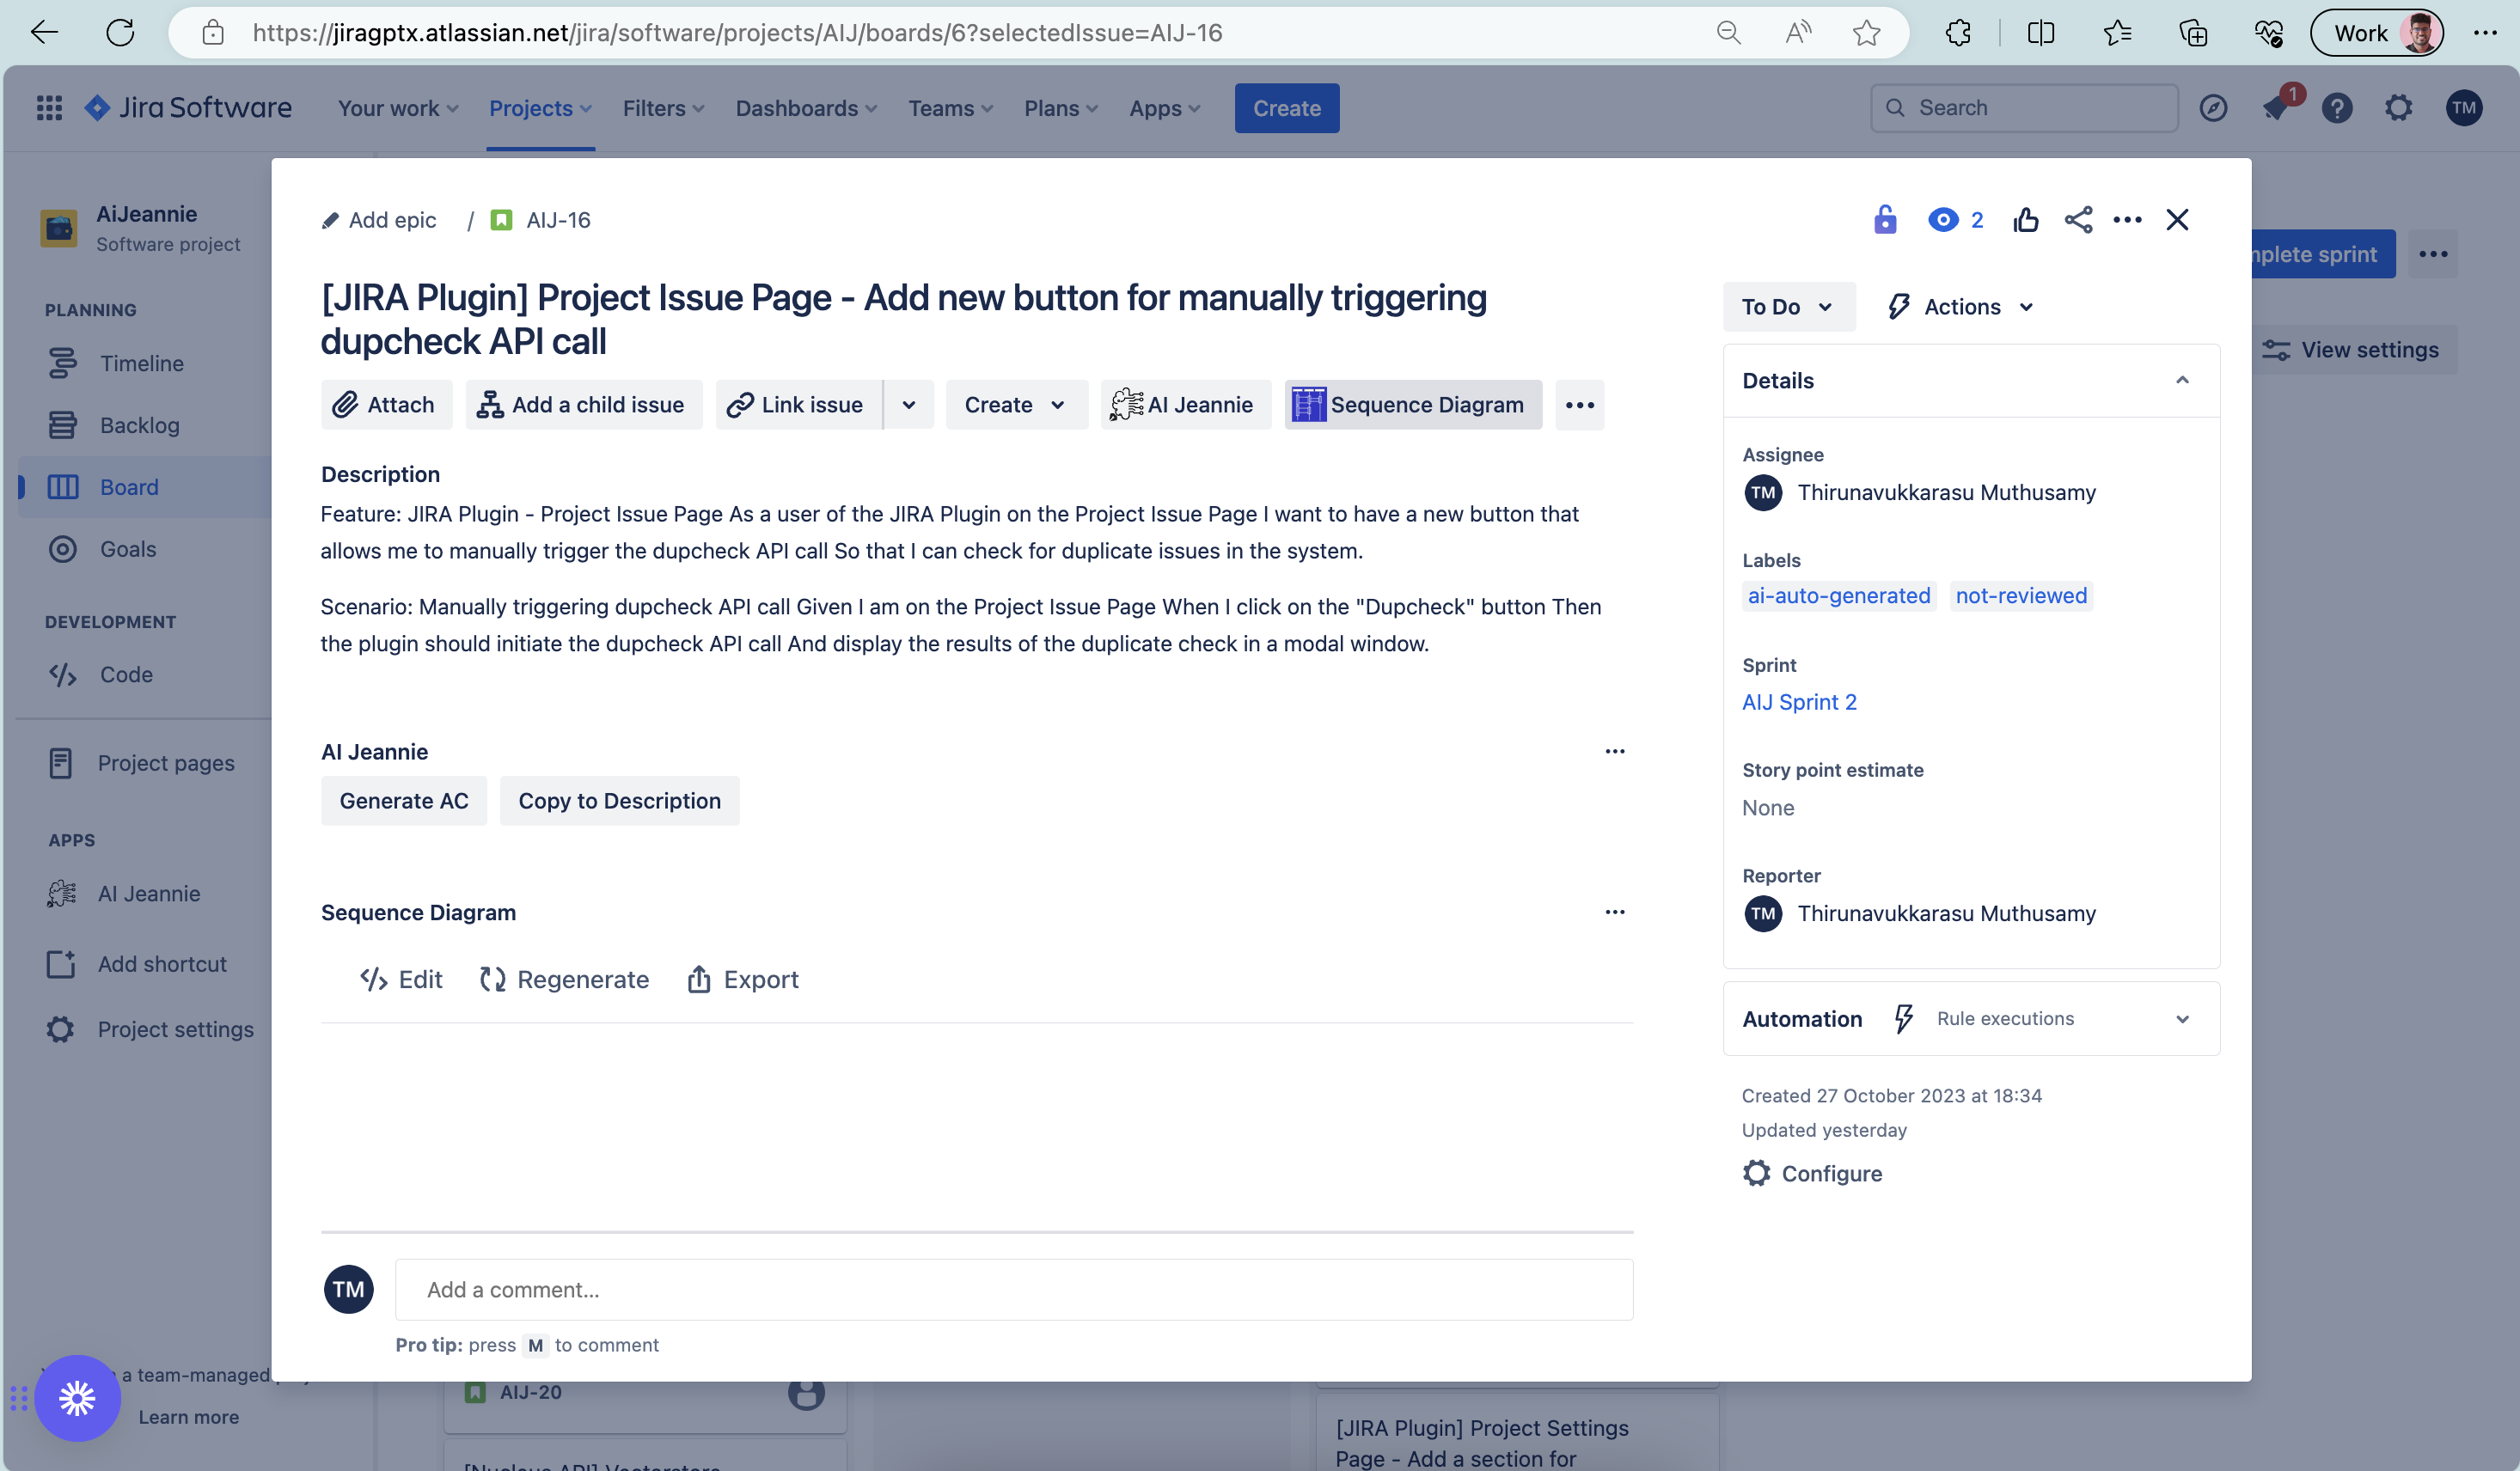 https://jiragptx.atlassian.net/jira/software/projects/AIJ/boards/6?selectedIssue=AIJ-16
Work
Jira Software
Your work
Projects
Filters
Dashboards
Teams
Plans
Apps
Create
Search
1
TM
AiJeannie
Software project
PLANNING
Timeline
Backlog
Board
Goals
DEVELOPMENT
Code
Project pages
APPS
AI Jeannie
Add shortcut
Project settings
a team-managed
Learn more
Add epic / AIJ-16
2
[JIRA Plugin] Project Issue Page - Add new button for manually triggering
dupcheck API call
Attach
Add a child issue
Link issue
Create
AI Jeannie
Sequence Diagram
Description
Feature: JIRA Plugin - Project Issue Page As a user of the JIRA Plugin on the Project Issue Page I want to have a new button that
allows me to manually trigger the dupcheck API call So that I can check for duplicate issues in the system.
Scenario: Manually triggering dupcheck API call Given I am on the Project Issue Page When I click on the "Dupcheck" button Then
the plugin should initiate the dupcheck API call And display the results of the duplicate check in a modal window.
AI Jeannie
Generate AC
Copy to Description
Sequence Diagram
Edit
Regenerate
Export
TM
Add a comment...
Pro tip: press M to comment
To Do
Actions
Details
Assignee
TM Thirunavukkarasu Muthusamy
Labels
ai-auto-generated not-reviewed
Sprint
AIJ Sprint 2
Story point estimate
None
Reporter
TM Thirunavukkarasu Muthusamy
Automation Rule executions
Created 27 October 2023 at 18:34
Updated yesterday
Configure
sprint
View settings
AIJ-20
[JIRA Plugin] Project Settings
Page - Add a section for